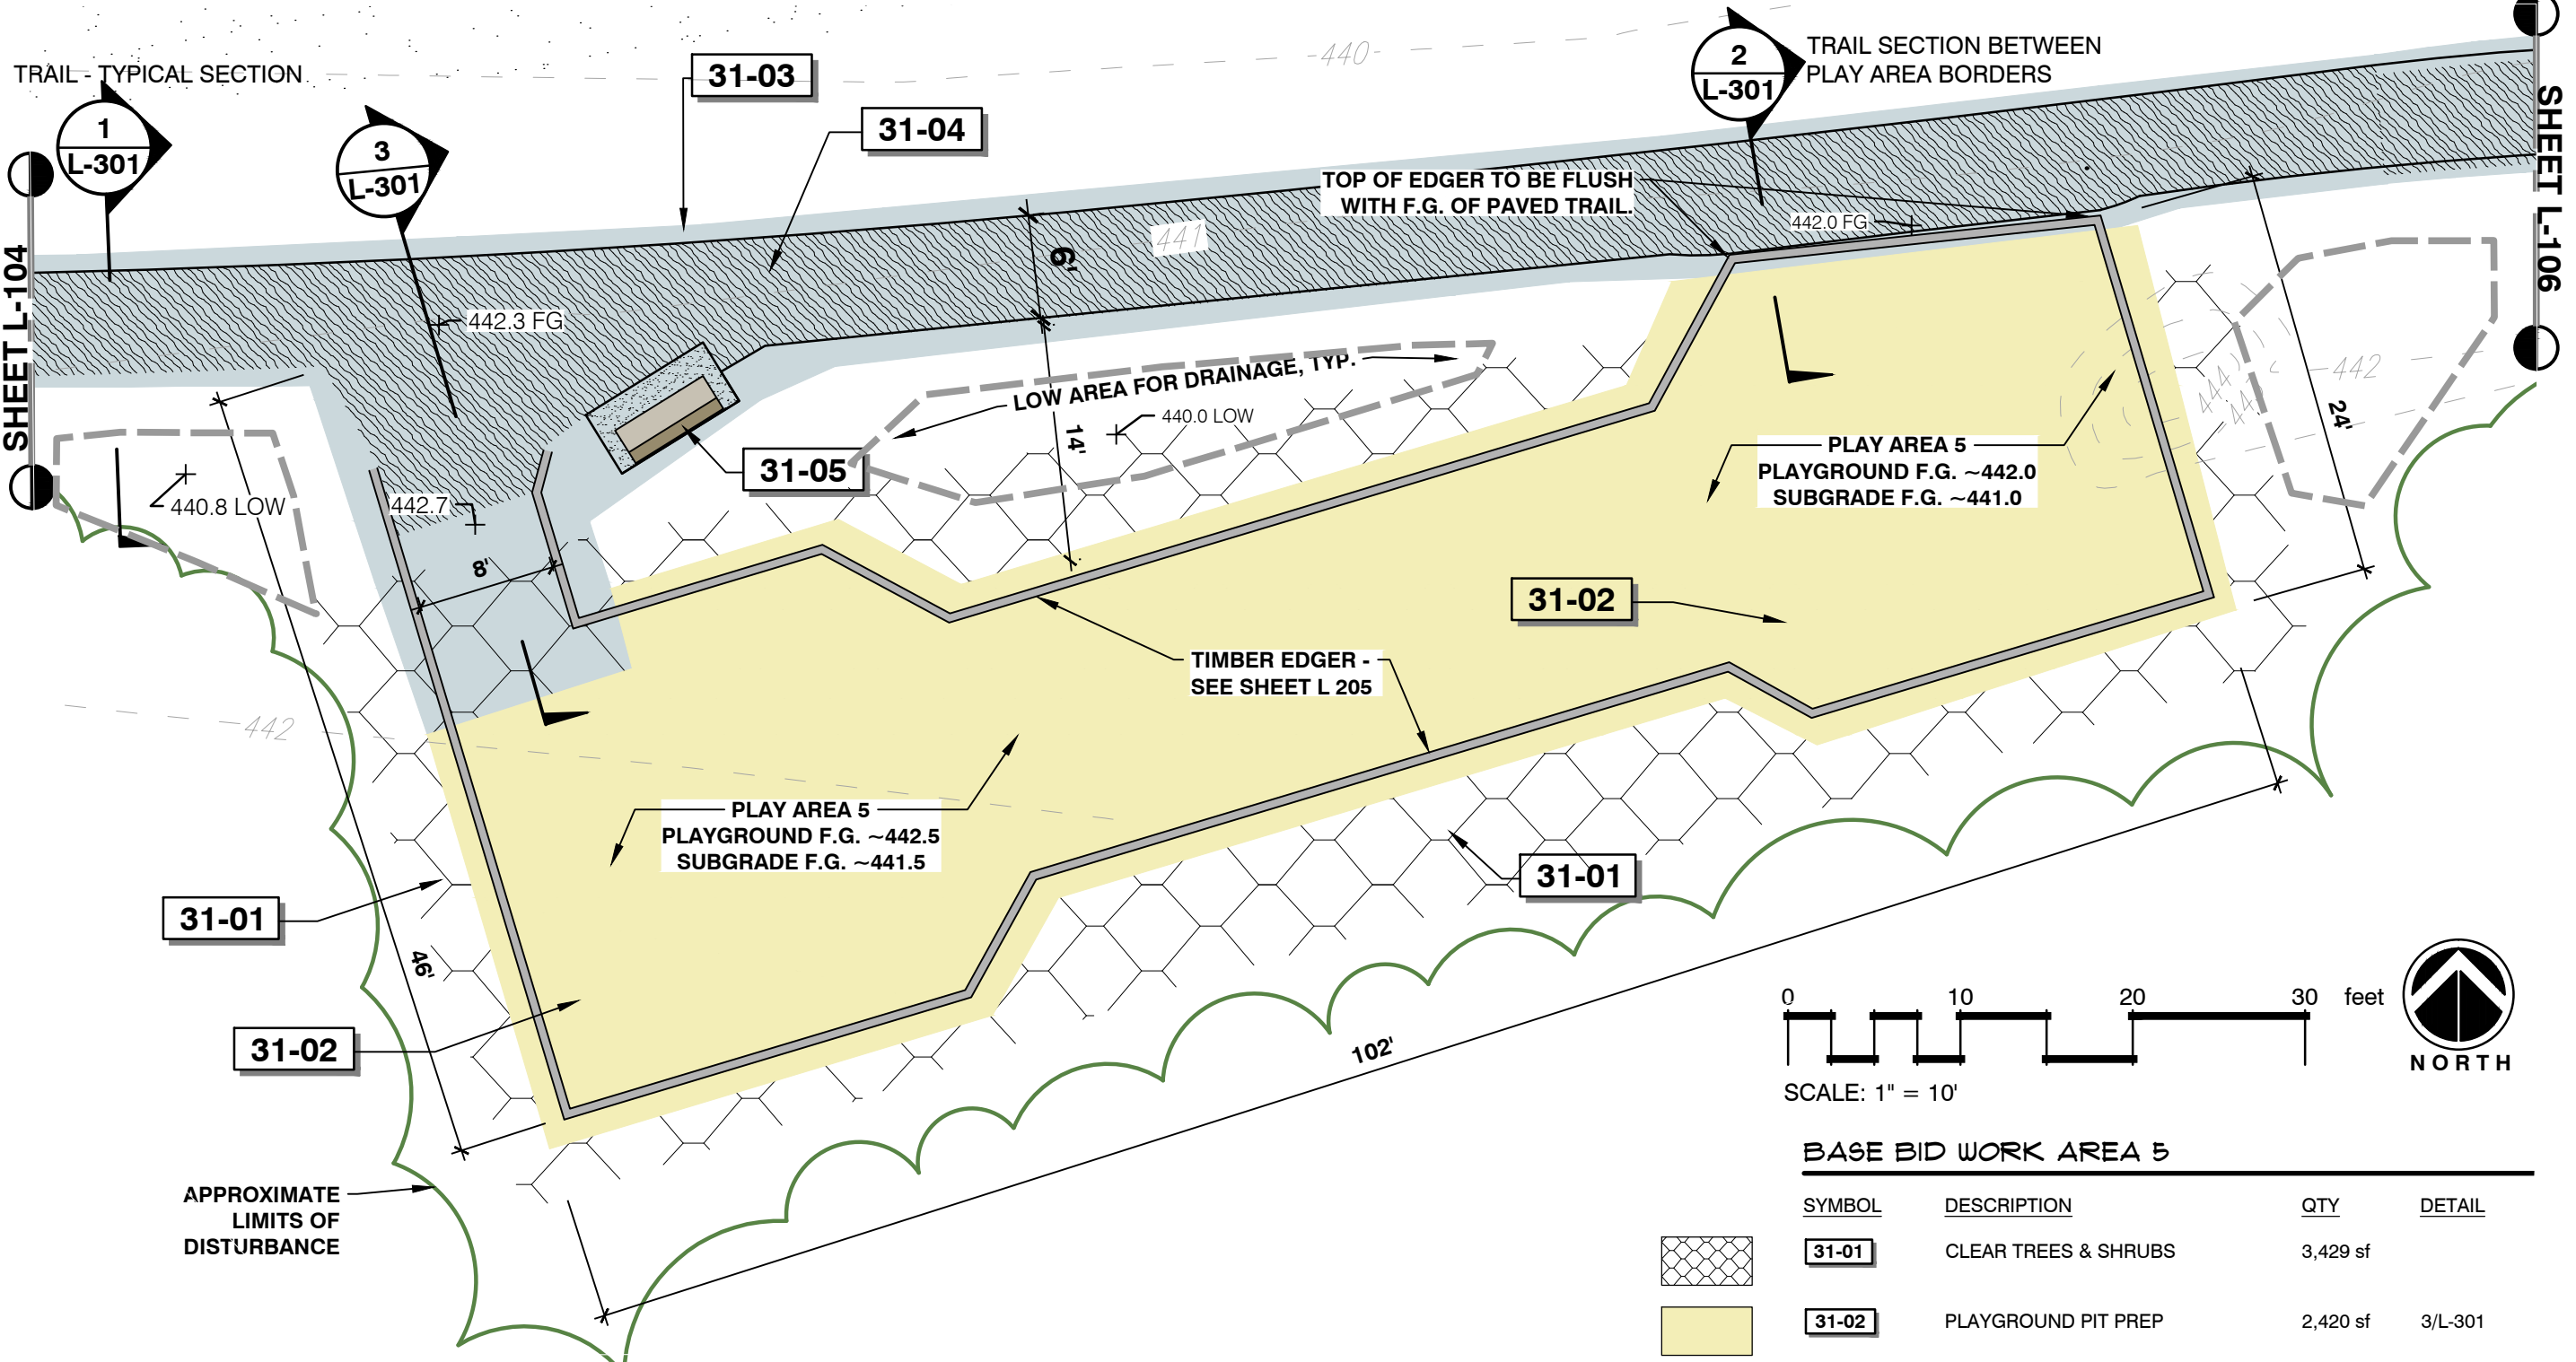 -440-
TRAIL - TYPICAL SECTION
1
L-301
3
L-301
31-03
31-04
2
L-301
TRAIL SECTION BETWEEN
PLAY AREA BORDERS
SHEET L-104
SHEET L-106
TOP OF EDGER TO BE FLUSH
WITH F.G. OF PAVED TRAIL.
442.0 FG
441
6'
442.3 FG
LOW AREA FOR DRAINAGE, TYP.
440.0 LOW
14'
31-05
442.7
440.8 LOW
8'
442
444
24'
PLAY AREA 5
PLAYGROUND F.G. ~442.0
SUBGRADE F.G. ~441.0
31-02
TIMBER EDGER -
SEE SHEET L 205
442
PLAY AREA 5
PLAYGROUND F.G. ~442.5
SUBGRADE F.G. ~441.5
31-01
31-01
46'
31-02
102'
APPROXIMATE
LIMITS OF
DISTURBANCE
0 10 20 30 feet
SCALE: 1" = 10'
NORTH
BASE BID WORK AREA 5
SYMBOL DESCRIPTION QTY DETAIL
31-01 CLEAR TREES & SHRUBS 3,429 sf
31-02 PLAYGROUND PIT PREP 2,420 sf 3/L-301